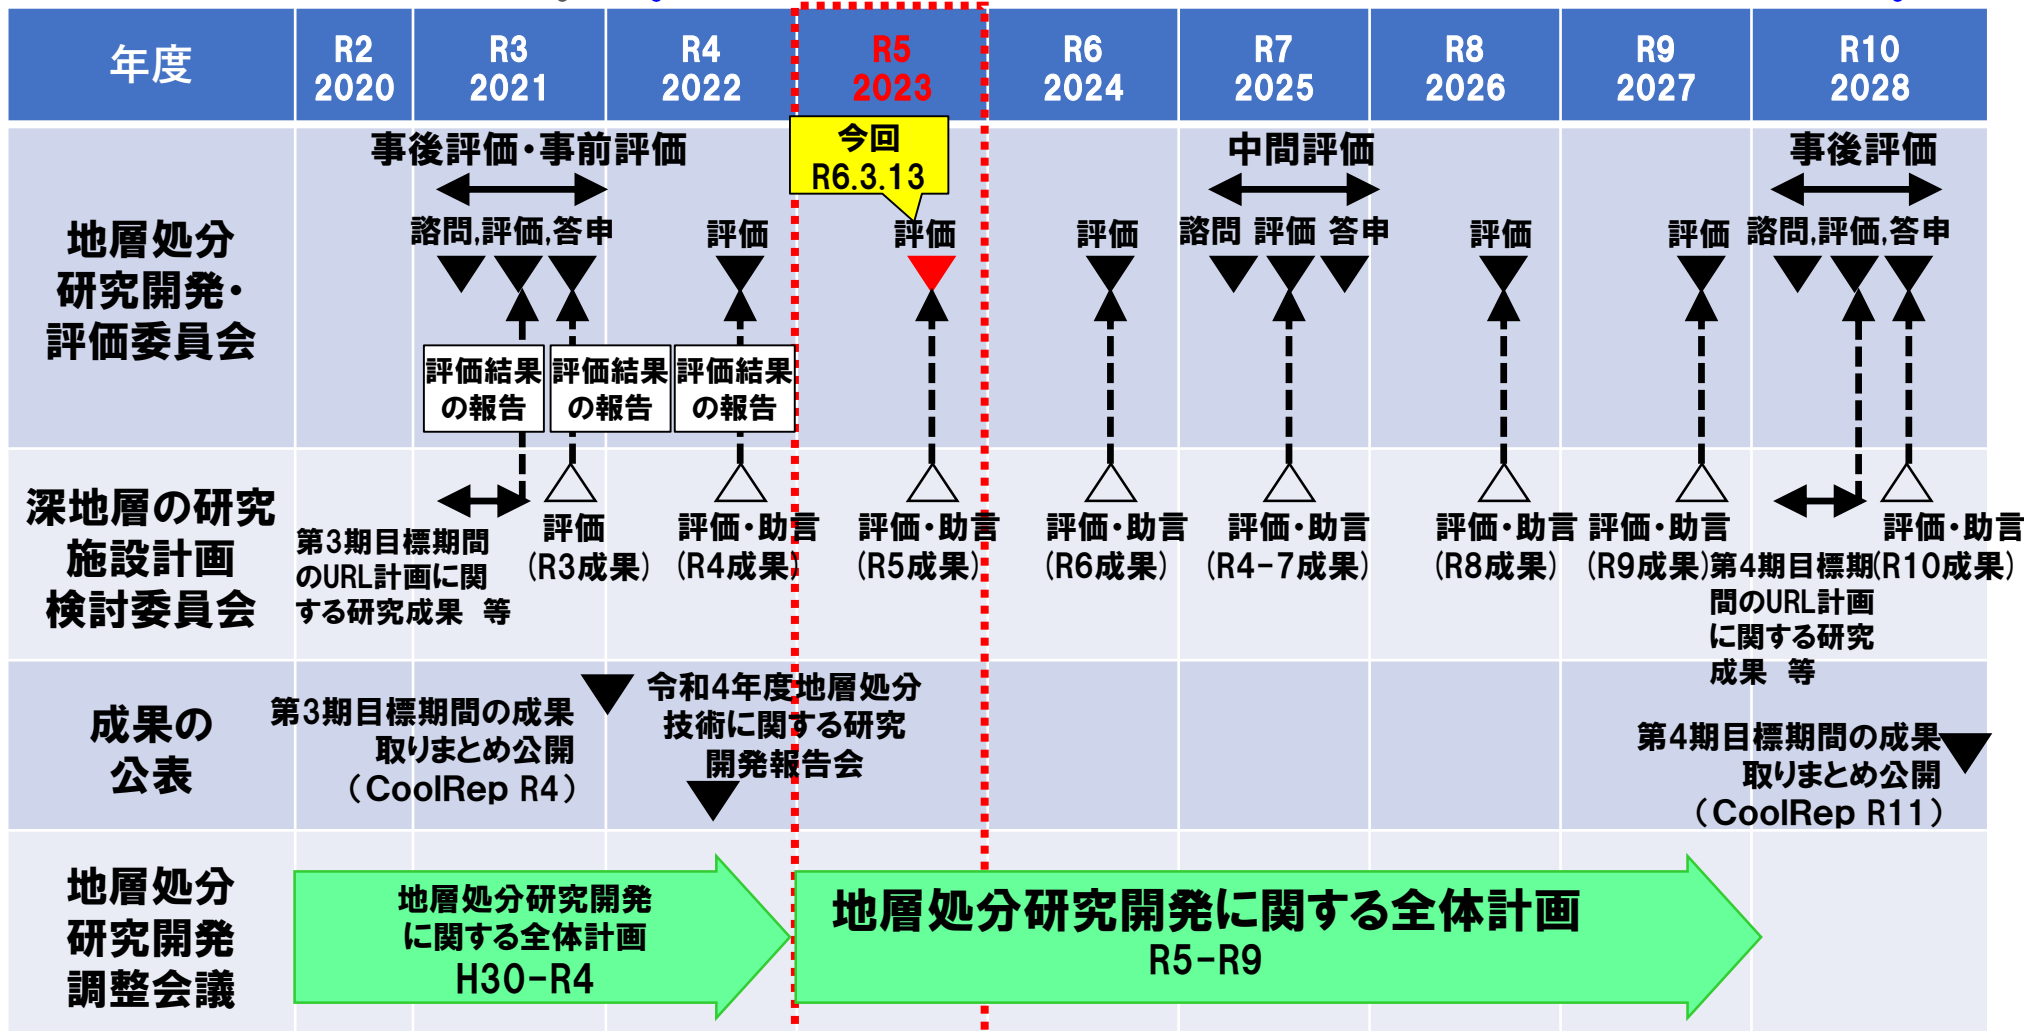 年度
R2
2020
R3
2021
R4
2022
R5
2023
R6
2024
R7
2025
R8
2026
R9
2027
R10
2028
地層処分
研究開発・
評価委員会
事後評価・事前評価
諮問,評価,答申
評価
今回
R6.3.13
評価
評価
中間評価
諮問 評価 答申
評価
評価
事後評価
諮問,評価,答申
評価結果
の報告
評価結果
の報告
評価結果
の報告
深地層の研究
施設計画
検討委員会
第3期目標期間
のURL計画に関
する研究成果 等
評価
(R3成果)
評価・助言
(R4成果)
評価・助言
(R5成果)
評価・助言
(R6成果)
評価・助言
(R4-7成果)
評価・助言
(R8成果)
評価・助言
(R9成果)
第4期目標期
間のURL計画
に関する研究
成果 等
評価・助言
(R10成果)
成果の
公表
第3期目標期間の成果
取りまとめ公開
(CoolRep R4)
令和4年度地層処分
技術に関する研究
開発報告会
第4期目標期間の成果
取りまとめ公開
(CoolRep R11)
地層処分
研究開発
調整会議
地層処分研究開発
に関する全体計画
H30-R4
地層処分研究開発に関する全体計画
R5-R9